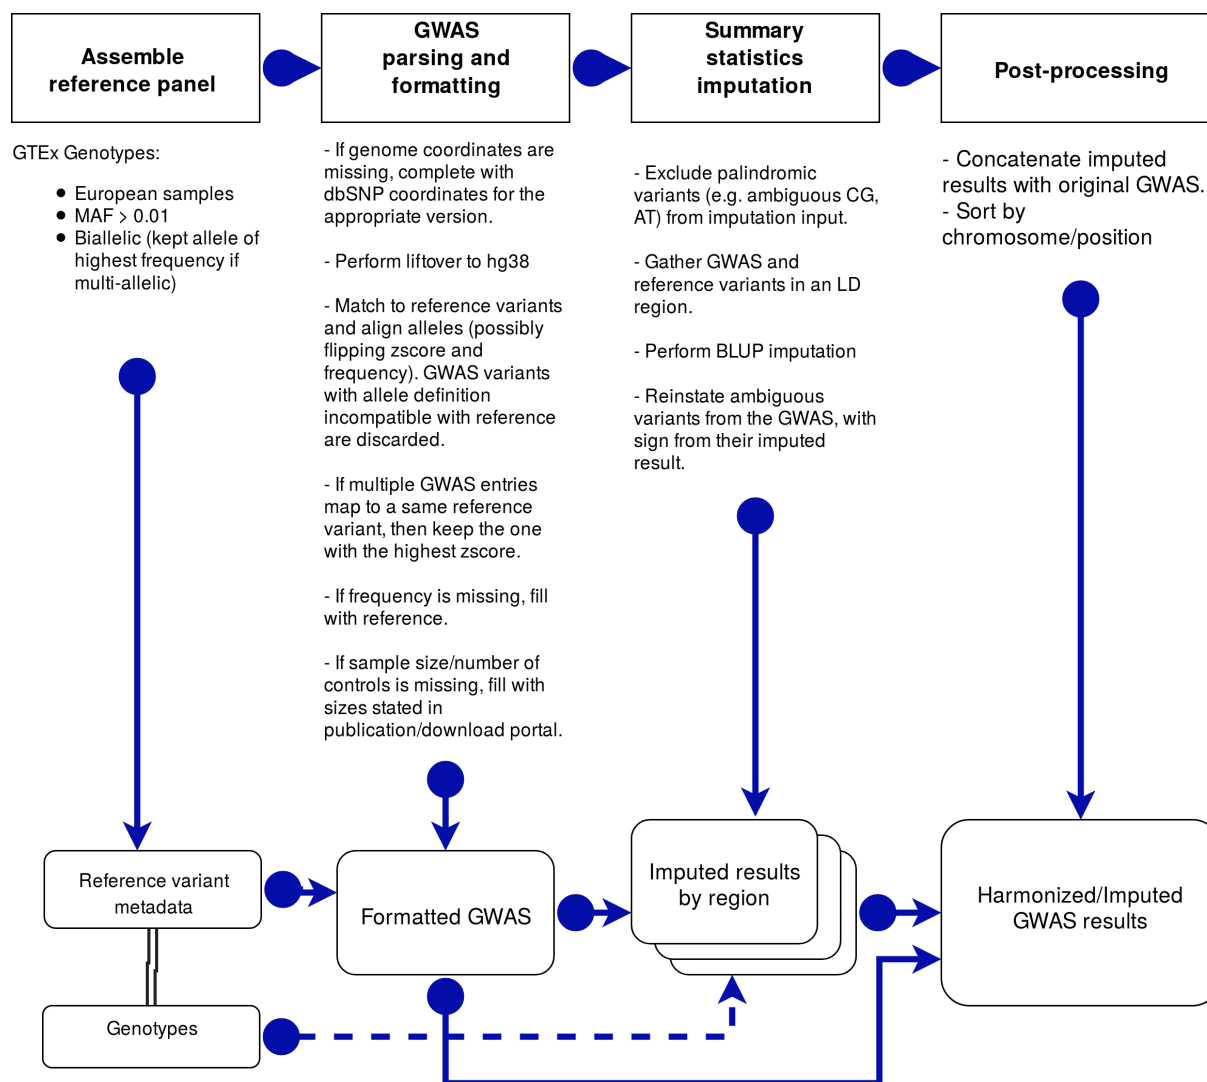 Assemble
reference panel
GWAS
parsing and
formatting
Summary
statistics
imputation
Post-processing
GTEx Genotypes:
● European samples
● MAF > 0.01
● Biallelic (kept allele of
highest frequency if
multi-allelic)
- If genome coordinates are
missing, complete with
dbSNP coordinates for the
appropriate version.
- Perform liftover to hg38
- Match to reference variants
and align alleles (possibly
flipping zscore and
frequency). GWAS variants
with allele definition
incompatible with reference
are discarded.
- If multiple GWAS entries
map to a same reference
variant, then keep the one
with the highest zscore.
- If frequency is missing, fill
with reference.
- If sample size/number of
controls is missing, fill with
sizes stated in
publication/download portal.
- Exclude palindromic
variants (e.g. ambiguous CG,
AT) from imputation input.
- Gather GWAS and
reference variants in an LD
region.
- Perform BLUP imputation
- Reinstate ambiguous
variants from the GWAS, with
sign from their imputed
result.
- Concatenate imputed
results with original GWAS.
- Sort by
chromosome/position
Reference variant
metadata
Genotypes
Formatted GWAS
Imputed results
by region
Harmonized/Imputed
GWAS results